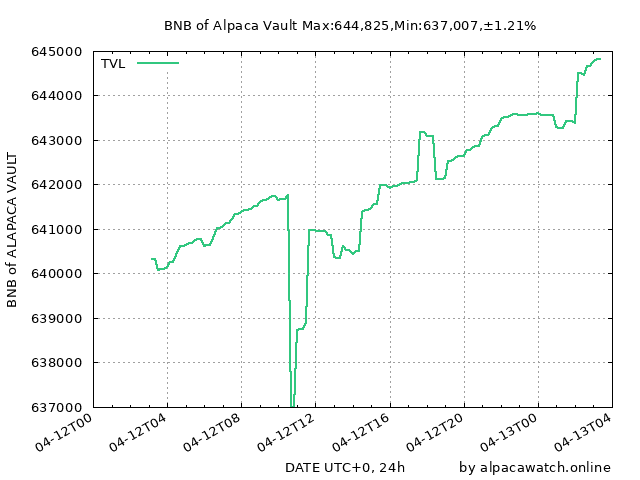 BNB of Alpaca Vault Max:644,825,Min:637,007,±1.21%
TVL
BNB of ALAPACA VAULT
645000
644000
643000
642000
641000
640000
639000
638000
637000
04-12T00
04-12T04
04-12T08
04-12T12
04-12T16
04-12T20
04-13T00
04-13T04
DATE UTC+0, 24h
by alpacawatch.online